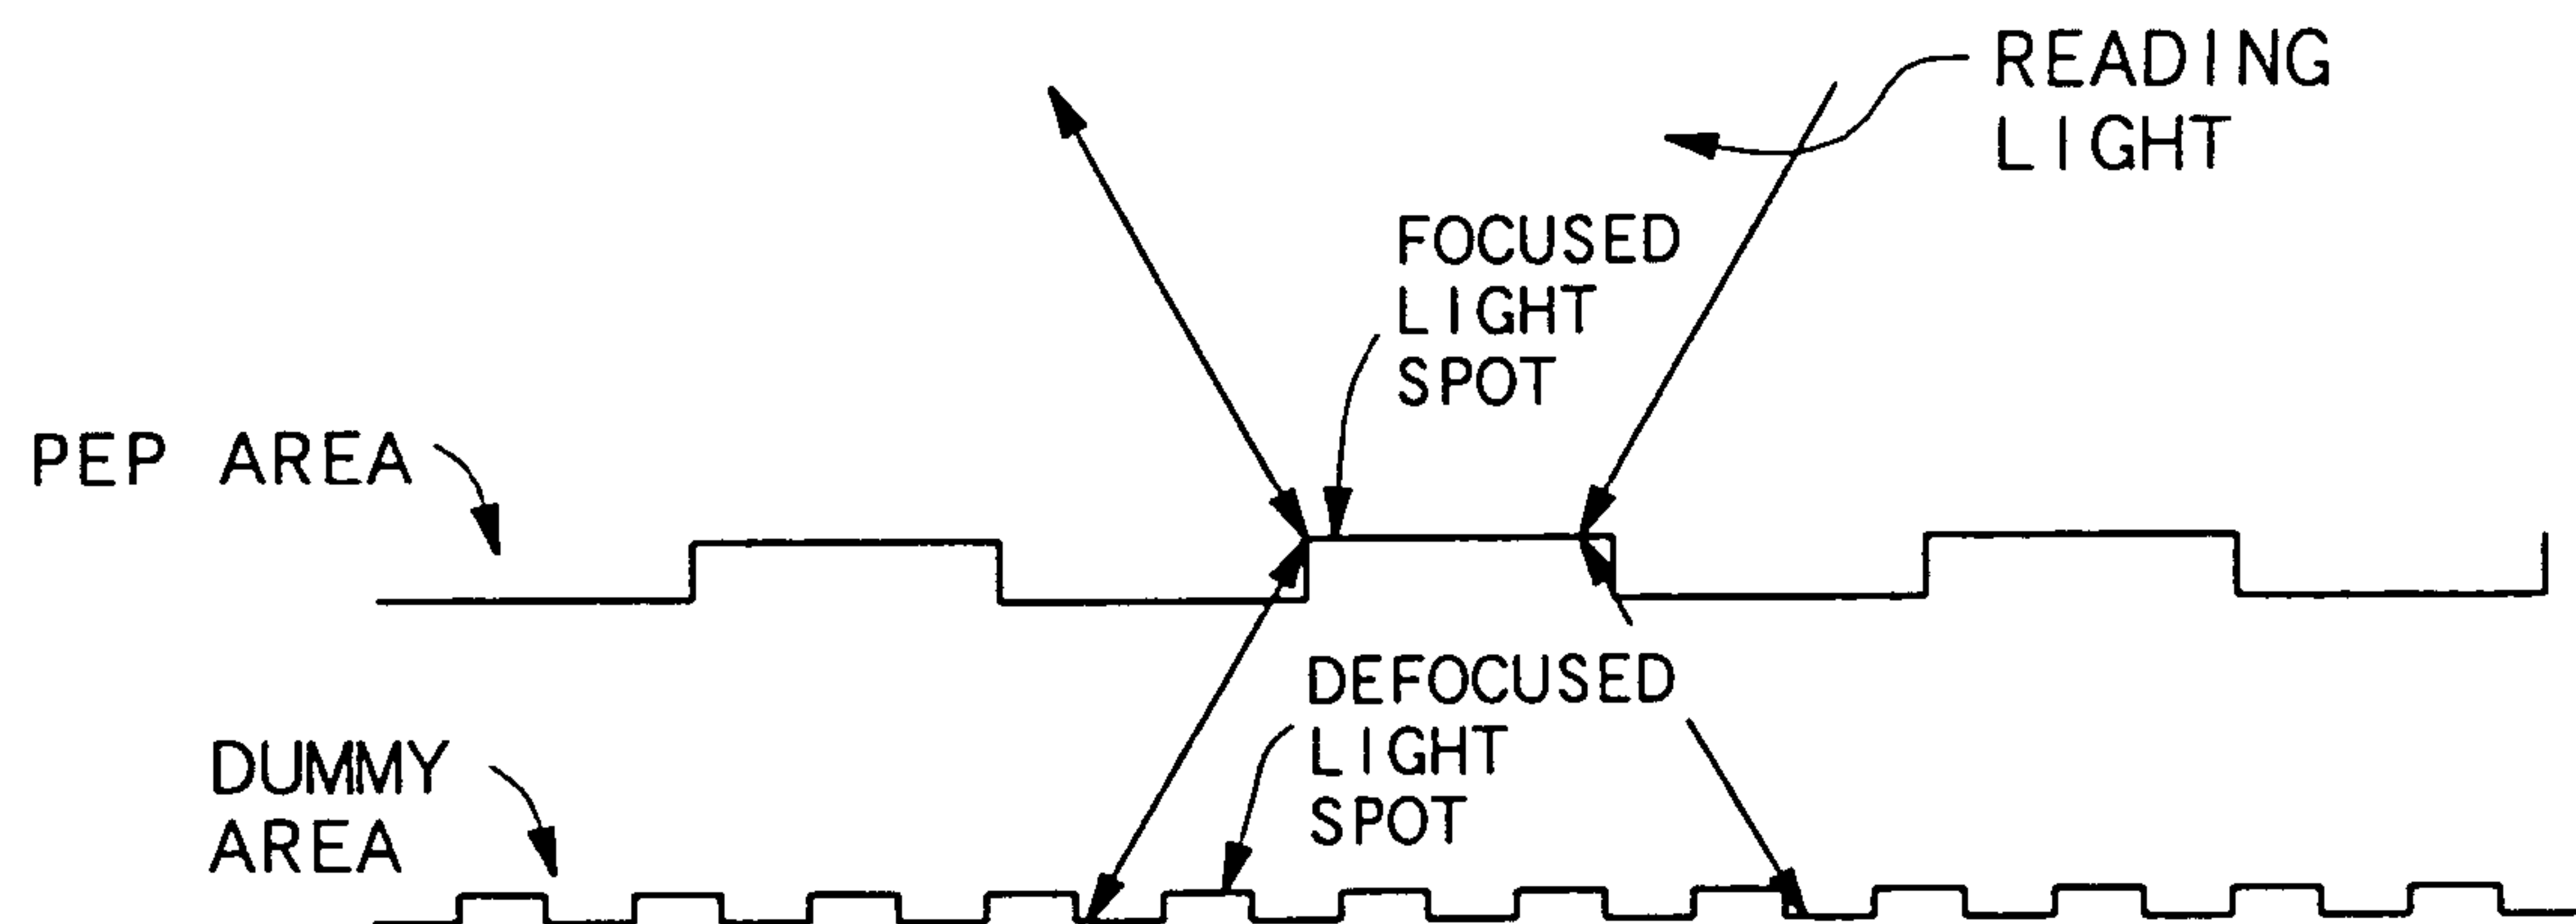 READING
LIGHT
FOCUSED
LIGHT
SPOT
PEP AREA
DEFOCUSED
LIGHT
SPOT
DUMMY
AREA